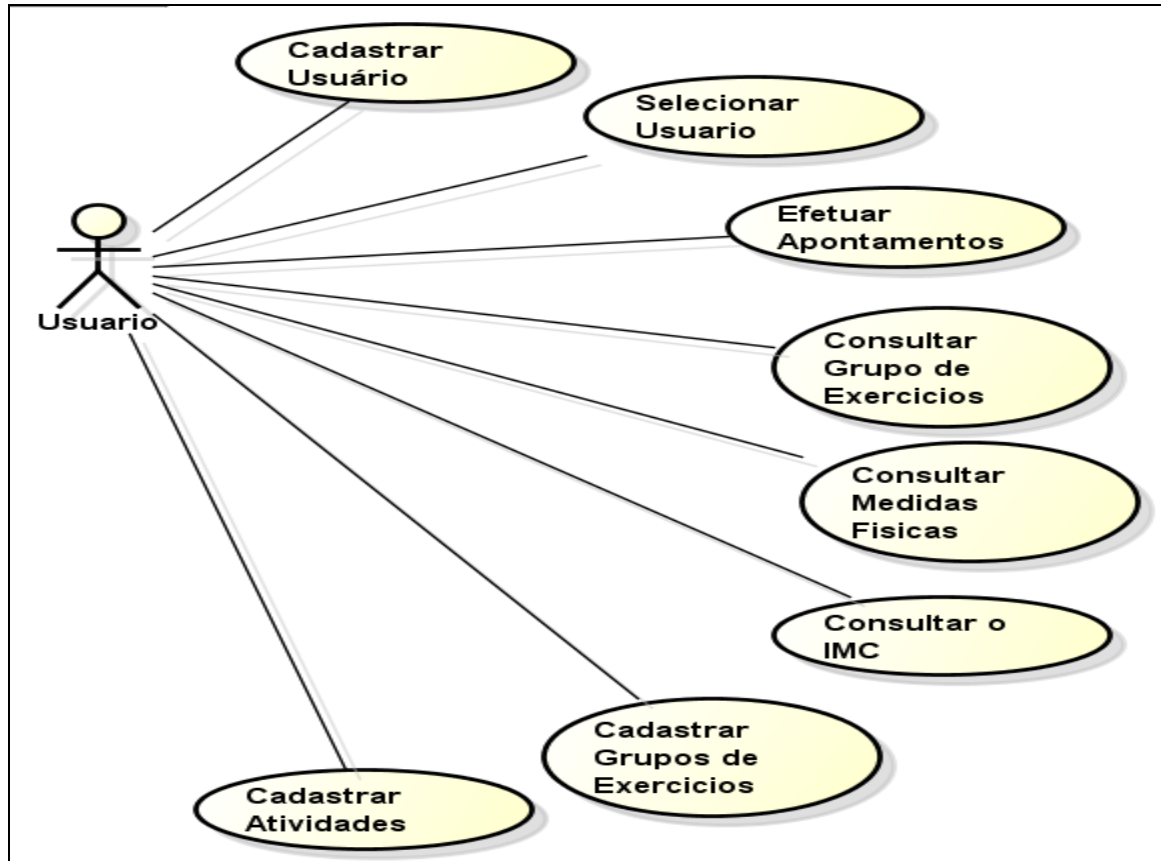 Cadastrar
Usuário
Selecionar
Usuario
Efetuar
Apontamentos
Usuario
Consultar
Grupo de
Exercicios
Consultar
Medidas
Fisicas
Consultar o
IMC
Cadastrar
Grupos de
Exercicios
Cadastrar
Atividades